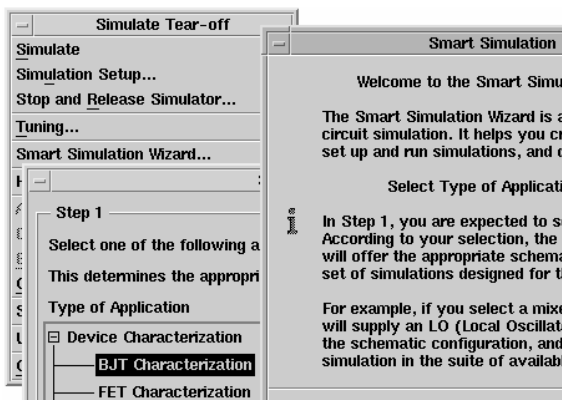 Simulate Tear-off
Simulate
Simulation Setup...
Stop and Release Simulator...
Tuning...
Smart Simulation Wizard...
Step 1
Select one of the following a
This determines the appropri
Type of Application
Device Characterization
BJT Characterization
FET Characterization
Smart Simulation
Welcome to the Smart Simu
The Smart Simulation Wizard is a
circuit simulation. It helps you cr
set up and run simulations, and d
Select Type of Applicati
In Step 1, you are expected to s
According to your selection, the
will offer the appropriate schema
set of simulations designed for t
For example, if you select a mixe
will supply an LO (Local Oscillat
the schematic configuration, and
simulation in the suite of availab